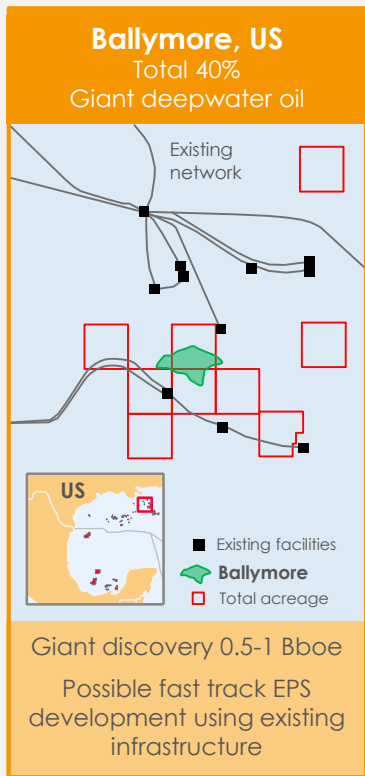 Ballymore, US
Total 40%
Giant deepwater oil
Existing
network
US
Existing facilities
Ballymore
Total acreage
Giant discovery 0.5-1 Bboe
Possible fast track EPS
development using existing
infrastructure